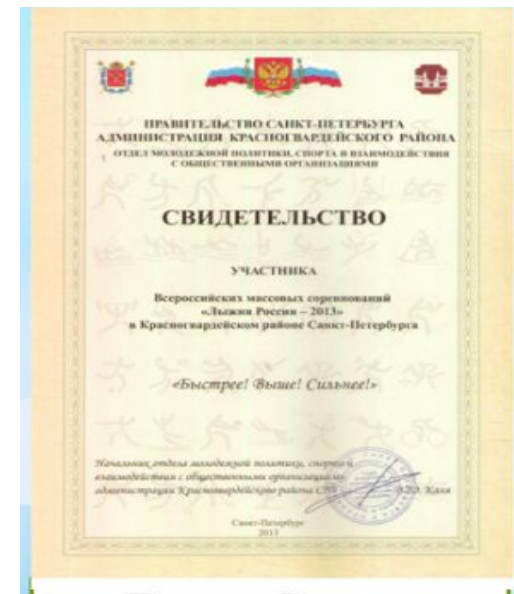 ПРАВИТЕЛЬСТВО САНКТ-ПЕТЕРБУРГА
АДМИНИСТРАЦИЯ КРАСНОГВАРДЕЙСКОГО РАЙОНА
ОТДЕЛ МОЛОДЕЖНОЙ ПОЛИТИКИ, СПОРТА И ВЗАИМОДЕЙСТВИЯ
С ОБЩЕСТВЕННЫМИ ОРГАНИЗАЦИЯМИ
СВИДЕТЕЛЬСТВО
УЧАСТНИКА
Всероссийских массовых соревнований
«Лыжня России – 2013»
в Красногвардейском районе Санкт-Петербурга
«Быстрее! Выше! Сильнее!»
Начальник отдела молодежной политики, спорта и
взаимодействия с общественными организациями
администрации Красногвардейского района
Санкт-Петербург
2013